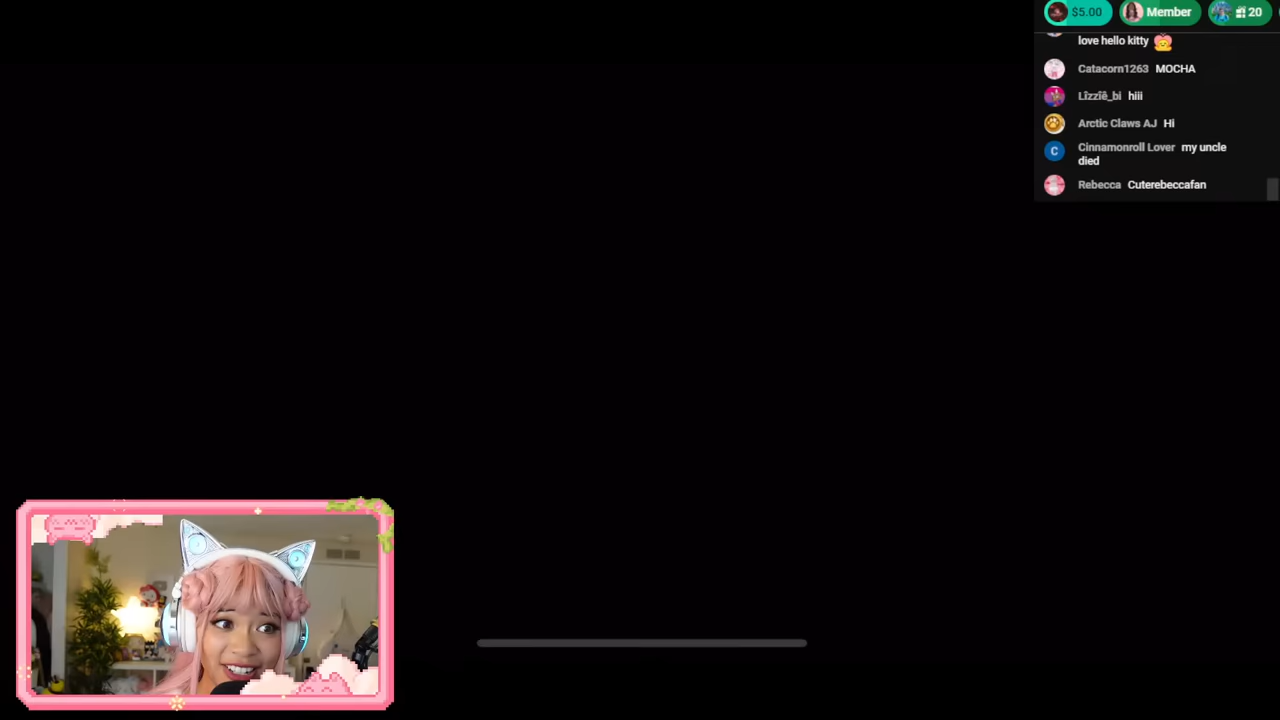 $5.00 Member 20
love hello kitty
Catacorn1263 MOCHA
Lîzzîê_bi hiii
Arctic Claws AJ Hi
C Cinnamonroll Lover my uncle
died
Rebecca Cuterebeccafan